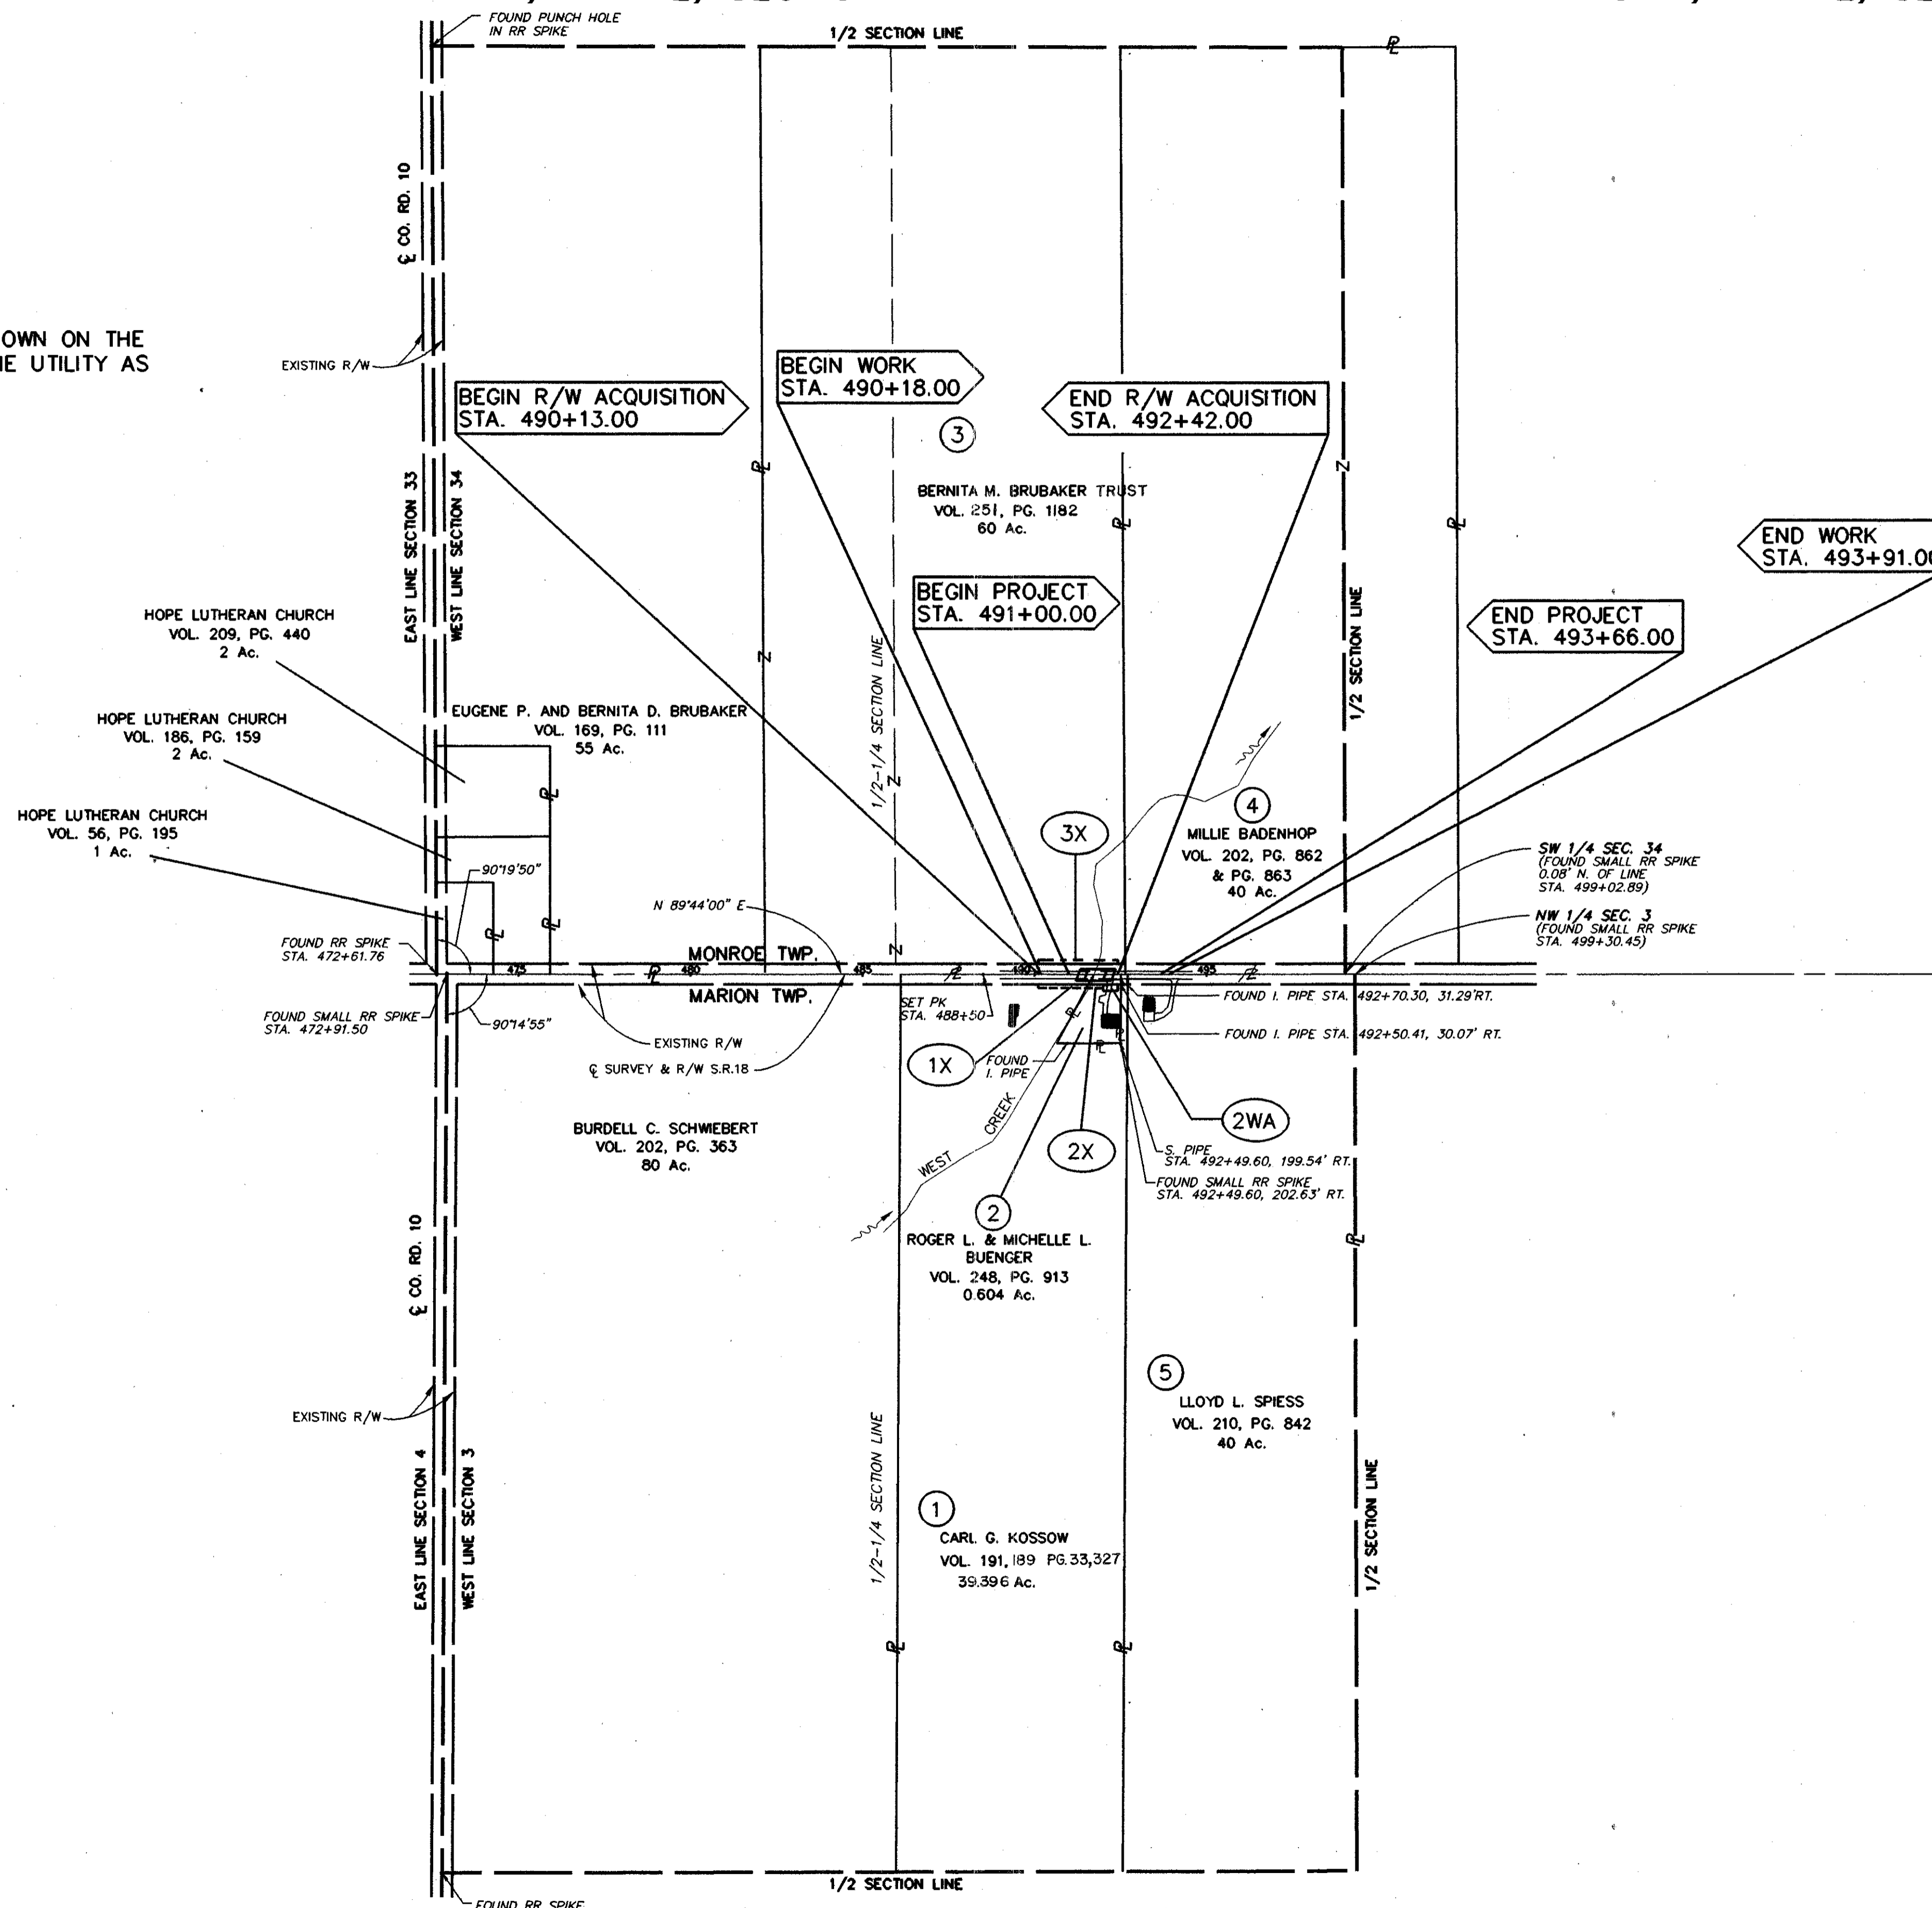 FOUND PUNCH HOLE
IN RR SPIKE
1/2 SECTION LINE
℄ CO. RD. 10
OWN ON THE
UTILITY AS
EXISTING R/W
BEGIN R/W ACQUISITION
STA. 490+13.00
BEGIN WORK
STA. 490+18.00
END R/W ACQUISITION
STA. 492+42.00
3
BERNITA M. BRUBAKER TRUST
VOL. 251, PG. 1182
60 Ac.
EAST LINE SECTION 33
WEST LINE SECTION 34
END WORK
STA. 493+91.00
BEGIN PROJECT
STA. 491+00.00
END PROJECT
STA. 493+66.00
1/2 SECTION LINE
1/2-1/4 SECTION LINE
HOPE LUTHERAN CHURCH
VOL. 209, PG. 440
2 Ac.
HOPE LUTHERAN CHURCH
VOL. 186, PG. 159
2 Ac.
HOPE LUTHERAN CHURCH
VOL. 56, PG. 195
1 Ac.
EUGENE P. AND BERNITA D. BRUBAKER
VOL. 169, PG. 111
55 Ac.
3X
4
MILLIE BADENHOP
VOL. 202, PG. 862
& PG. 863
40 Ac.
SW 1/4 SEC. 34
(FOUND SMALL RR SPIKE
0.08' N. OF LINE
STA. 499+02.89)
NW 1/4 SEC. 3
(FOUND SMALL RR SPIKE
STA. 499+30.45)
90°19'50"
N 89°44'00" E
FOUND RR SPIKE
STA. 472+61.76
MONROE TWP.
475
480
485
490
495
MARION TWP.
FOUND SMALL RR SPIKE
STA. 472+91.50
90°14'55"
SET PK
STA. 488+50
EXISTING R/W
℄ SURVEY & R/W S.R.18
FOUND I. PIPE STA. 492+70.30, 31.29'RT.
FOUND I. PIPE STA. 492+50.41, 30.07' RT.
1X
FOUND
I. PIPE
2X
2WA
WEST CREEK
S. PIPE
STA. 492+49.60, 199.54' RT.
FOUND SMALL RR SPIKE
STA. 492+49.60, 202.63' RT.
BURDELL C. SCHWIEBERT
VOL. 202, PG. 363
80 Ac.
2
ROGER L. & MICHELLE L.
BUENGER
VOL. 248, PG. 913
0.604 Ac.
℄ CO. RD. 10
EXISTING R/W
5
LLOYD L. SPIESS
VOL. 210, PG. 842
40 Ac.
EAST LINE SECTION 4
WEST LINE SECTION 3
1/2-1/4 SECTION LINE
1
CARL G. KOSSOW
VOL. 191,189 PG.33,327
39.396 Ac.
1/2 SECTION LINE
1/2 SECTION LINE
FOUND RR SPIKE